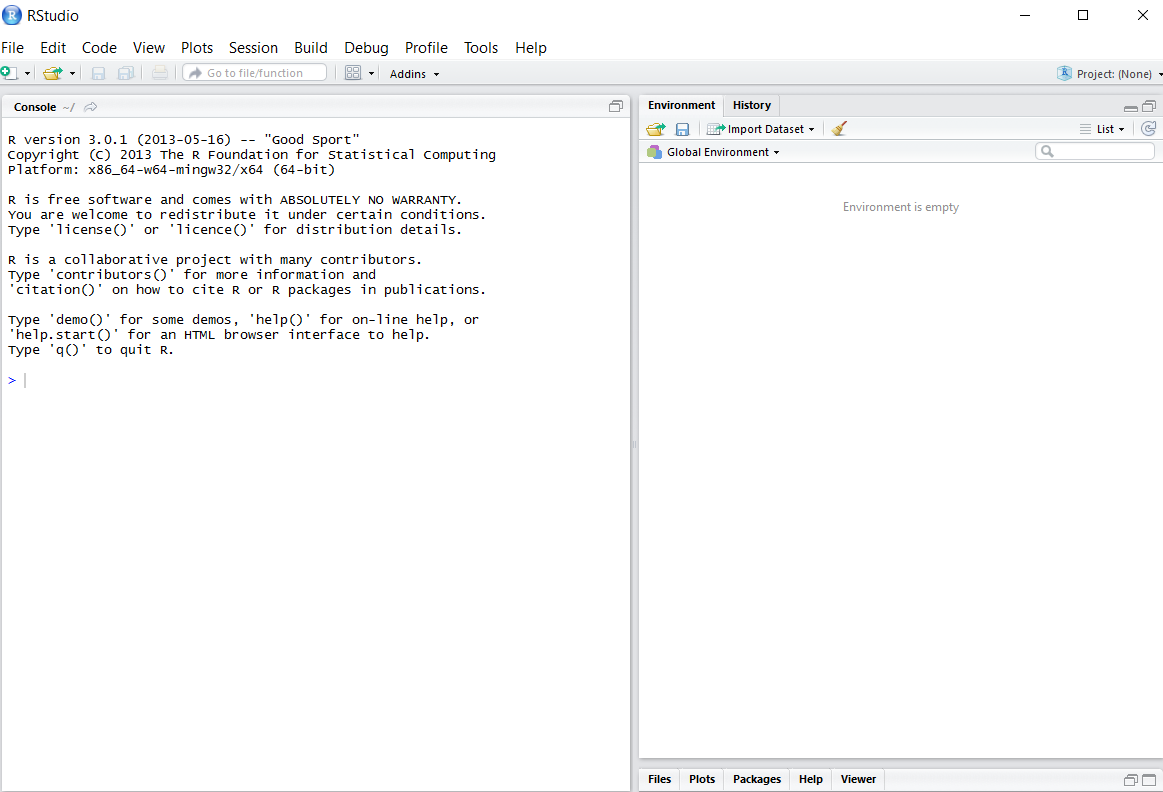 RStudio
File Edit Code View Plots Session Build Debug Profile Tools Help
Go to file/function Addins Project: (None)
Console ~/
R version 3.0.1 (2013-05-16) -- "Good Sport"
Copyright (C) 2013 The R Foundation for Statistical Computing
Platform: x86_64-w64-mingw32/x64 (64-bit)
R is free software and comes with ABSOLUTELY NO WARRANTY.
You are welcome to redistribute it under certain conditions.
Type 'license()' or 'licence()' for distribution details.
R is a collaborative project with many contributors.
Type 'contributors()' for more information and
'citation()' on how to cite R or R packages in publications.
Type 'demo()' for some demos, 'help()' for on-line help, or
'help.start()' for an HTML browser interface to help.
Type 'q()' to quit R.
>
Environment History
Import Dataset List
Global Environment
Environment is empty
Files Plots Packages Help Viewer